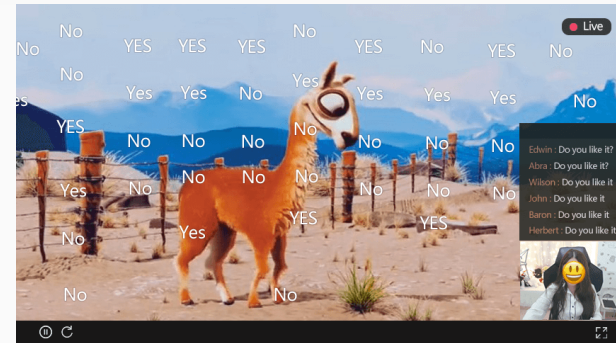 No
No
YES
YES
YES
No
YES
No
YES
No
Live
No
Yes
Yes
No
Yes
Yes
Yes
Yes
No
es
YES
No
No
No
No
No
No
No
Edwin : Do you like it?
Abra : Do you like it?
Wilson : Do you like it
John : Do you like it?
Baron : Do you like it
Herbert : Do you like it
Yes
No
No
No
No
No
No
No
Yes
YES
YES
No
No